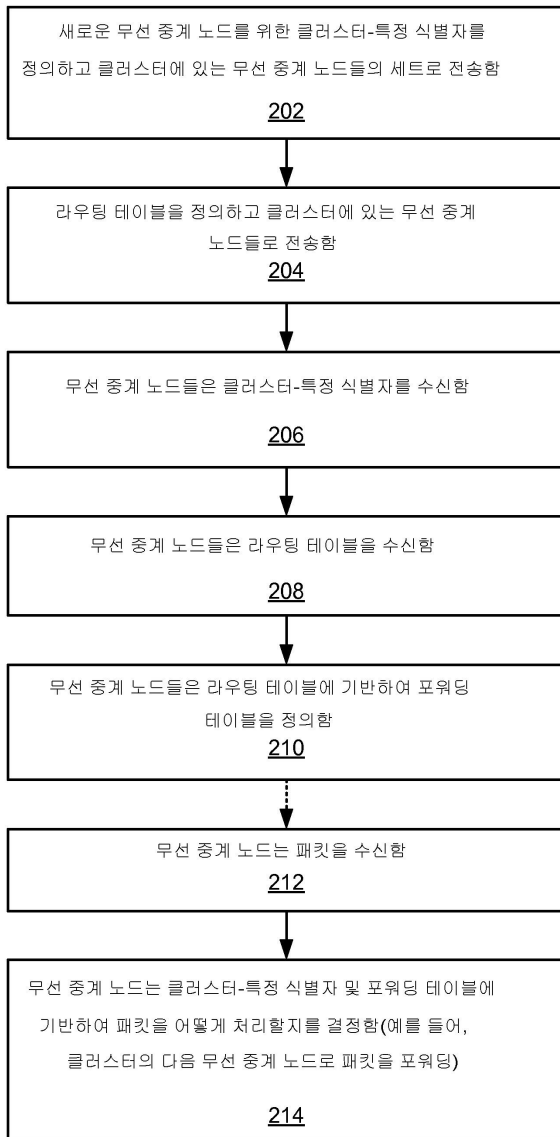 새로운 무선 중계 노드를 위한 클러스터-특정 식별자를
정의하고 클러스터에 있는 무선 중계 노드들의 세트로 전송함
202
라우팅 테이블을 정의하고 클러스터에 있는 무선 중계
노드들로 전송함
204
무선 중계 노드들은 클러스터-특정 식별자를 수신함
206
무선 중계 노드들은 라우팅 테이블을 수신함
208
무선 중계 노드들은 라우팅 테이블에 기반하여 포워딩
테이블을 정의함
210
무선 중계 노드는 패킷을 수신함
212
무선 중계 노드는 클러스터-특정 식별자 및 포워딩 테이블에
기반하여 패킷을 어떻게 처리할지를 결정함(예를 들어,
클러스터의 다음 무선 중계 노드로 패킷을 포워딩)
214